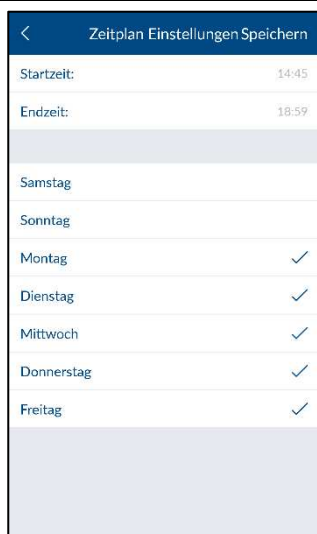 Zeitplan Einstellungen Speichern
Startzeit: 14:45
Endzeit: 18:59
Samstag
Sonntag
Montag
Dienstag
Mittwoch
Donnerstag
Freitag